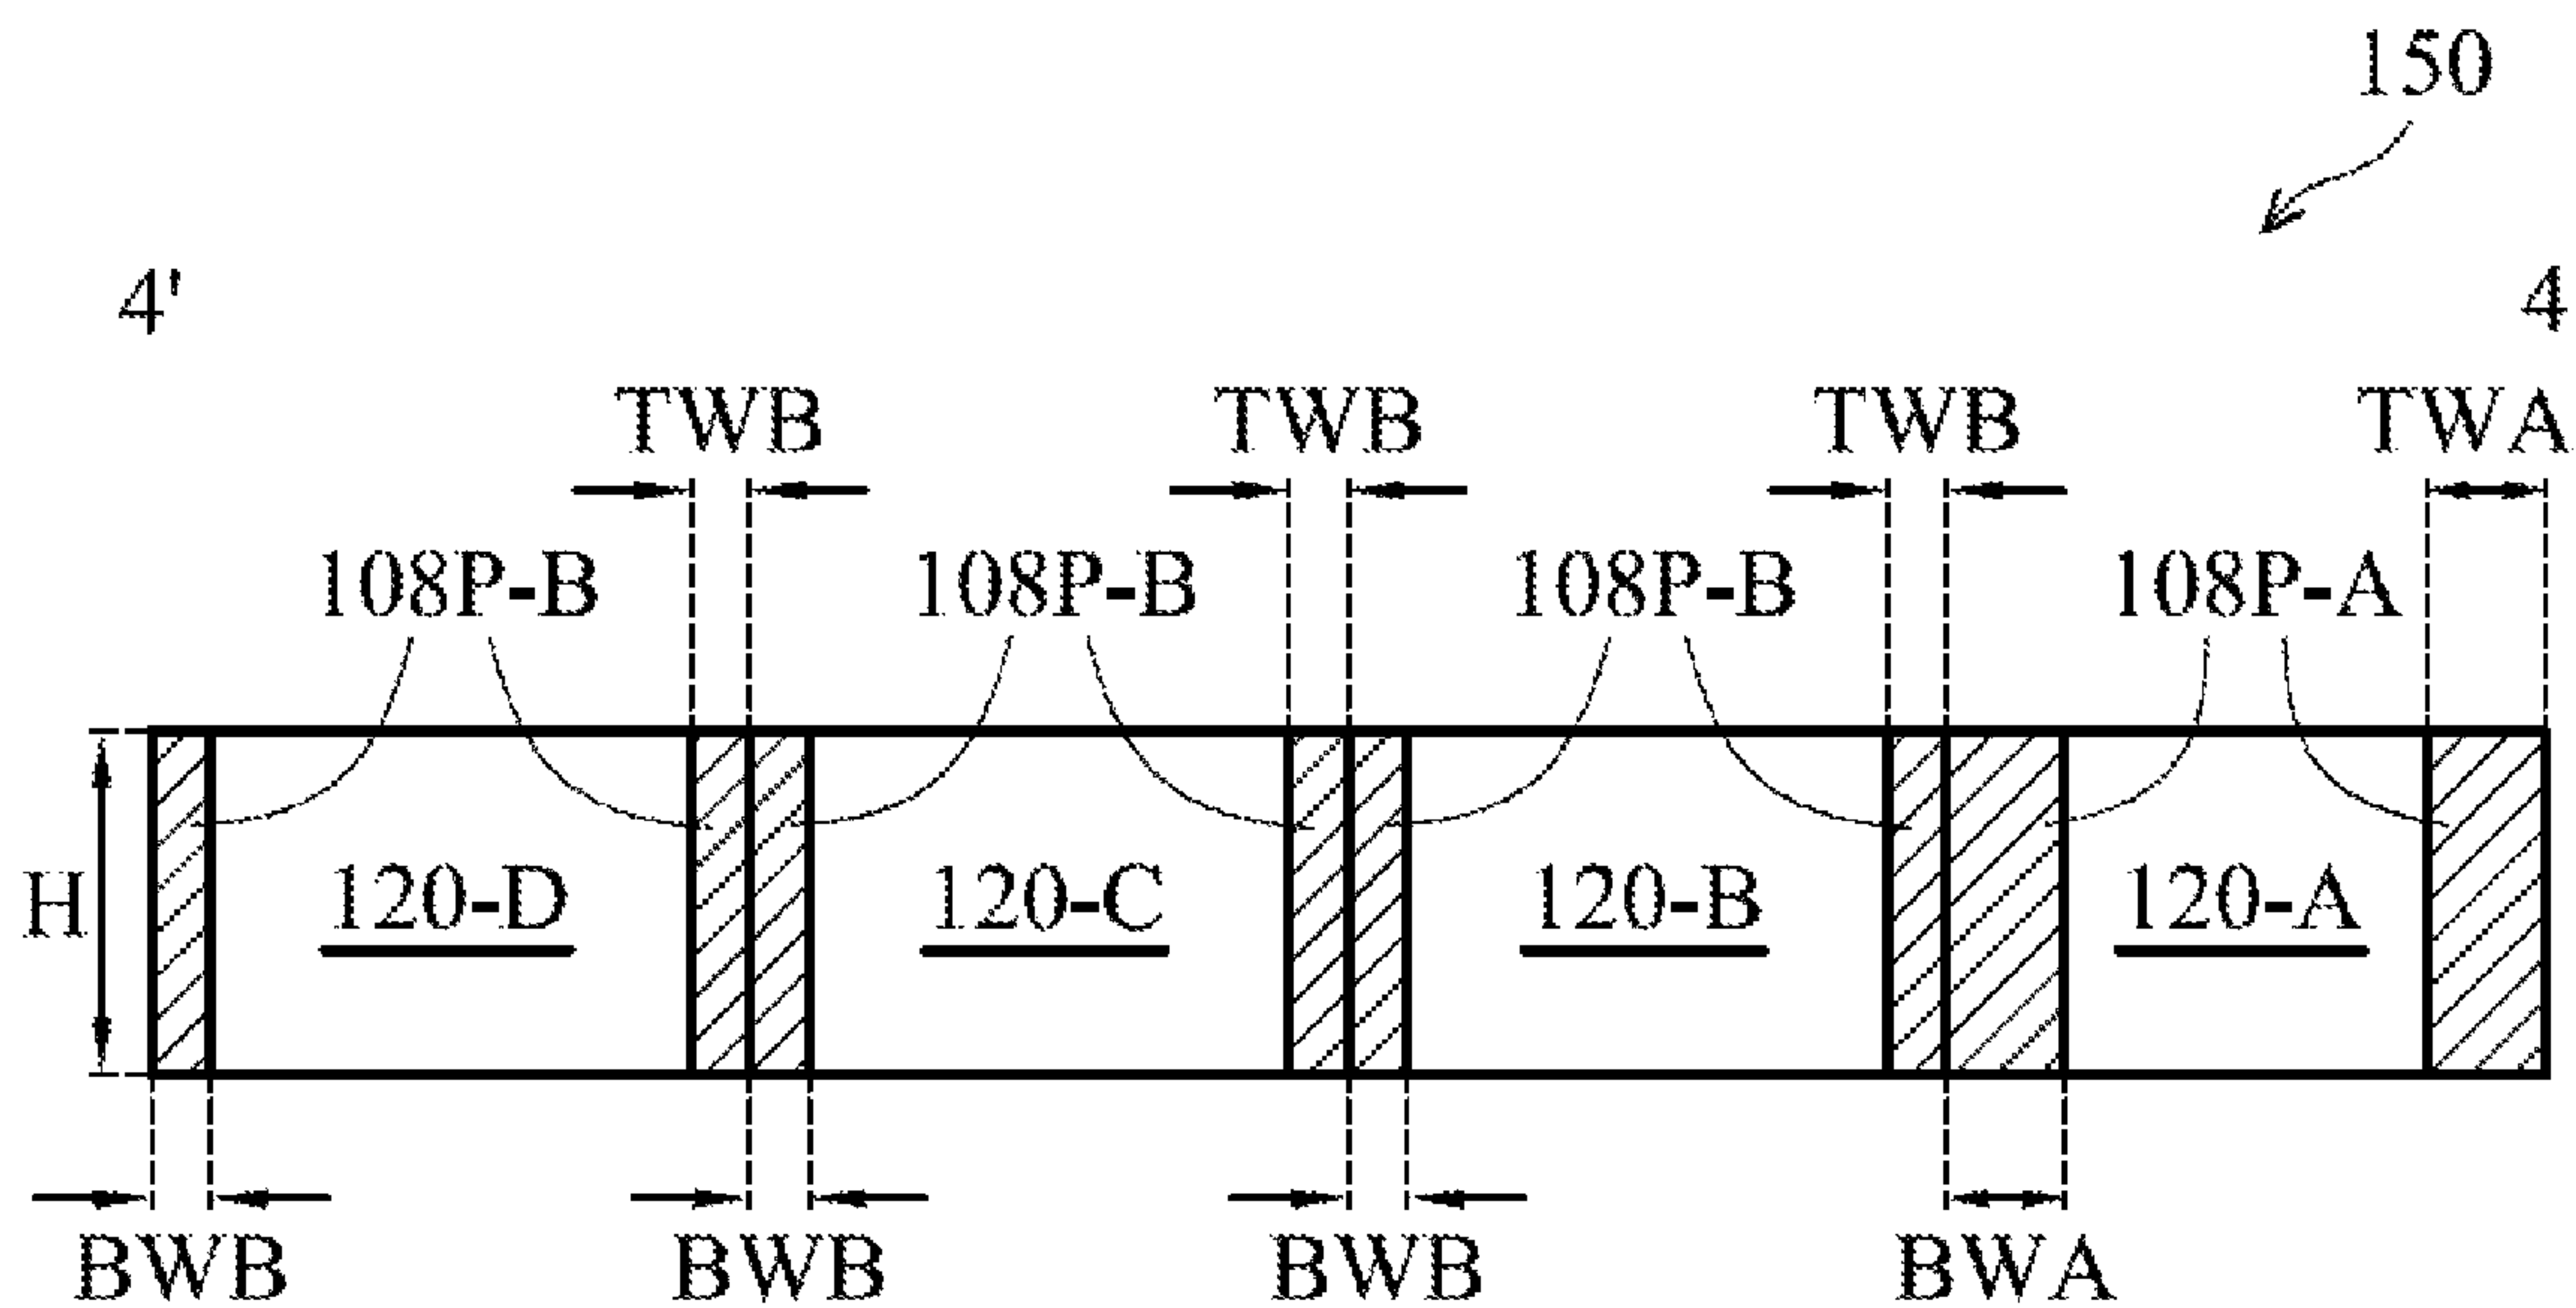 150
4' 4
TWB TWB TWB TWA
108P-B 108P-B 108P-B 108P-A
H 120-D 120-C 120-B 120-A
BWB BWB BWB BWA